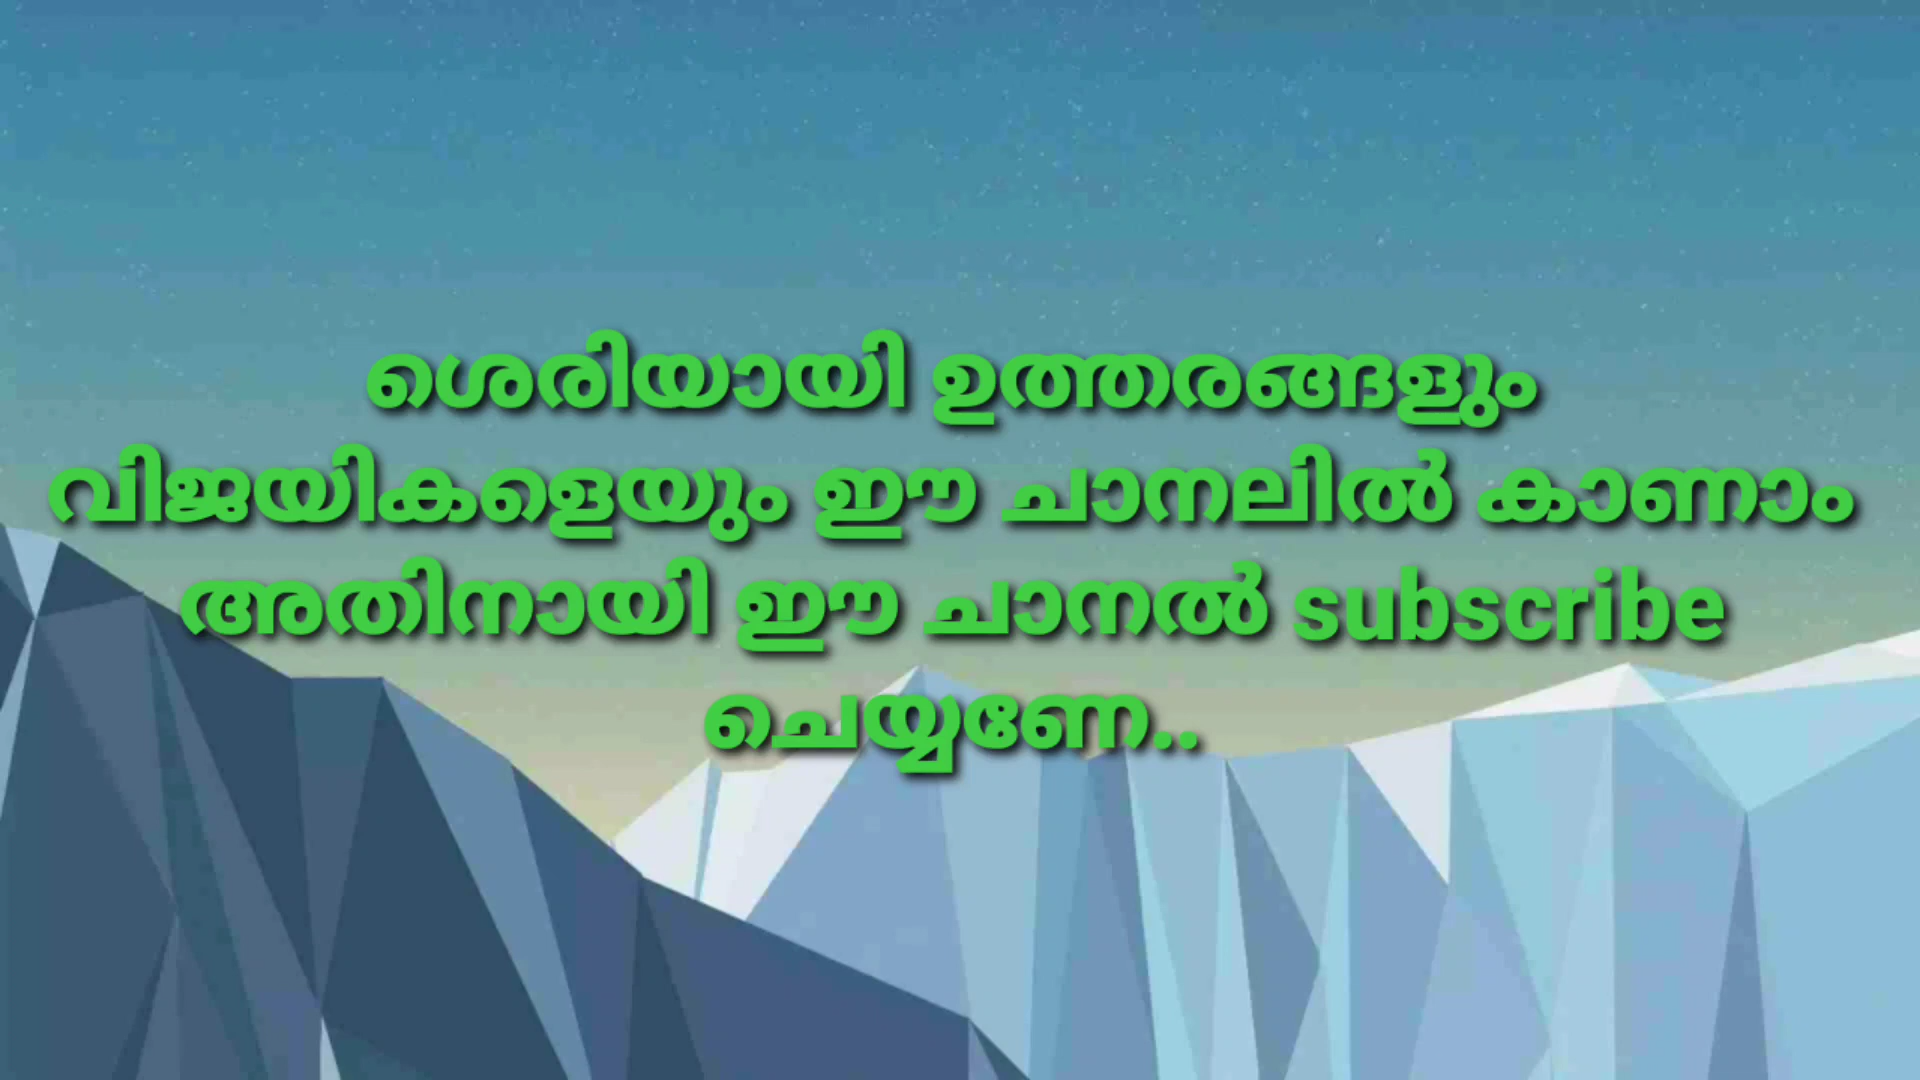 ശെരിയായി ഉത്തരങ്ങളും
വിജയികളെയും ഈ ചാനലിൽ കാണാം
അതിനായി ഈ ചാനൽ subscribe
ചെയ്യണേ..